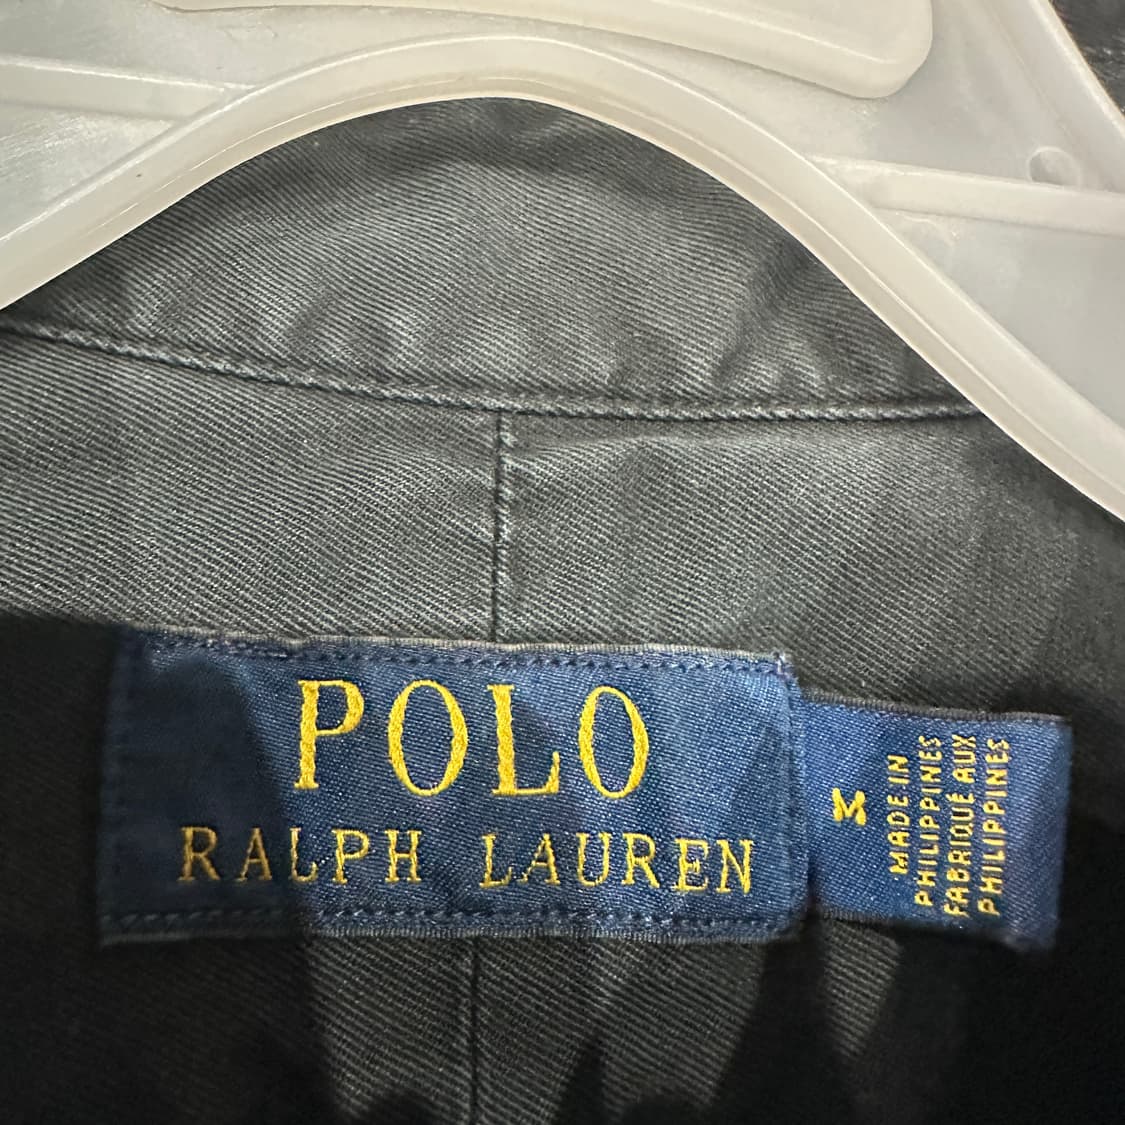 POLO
RALPH LAUREN
M
MADE IN
PHILIPPINES
FABRIQUÉ AUX
PHILIPPINES